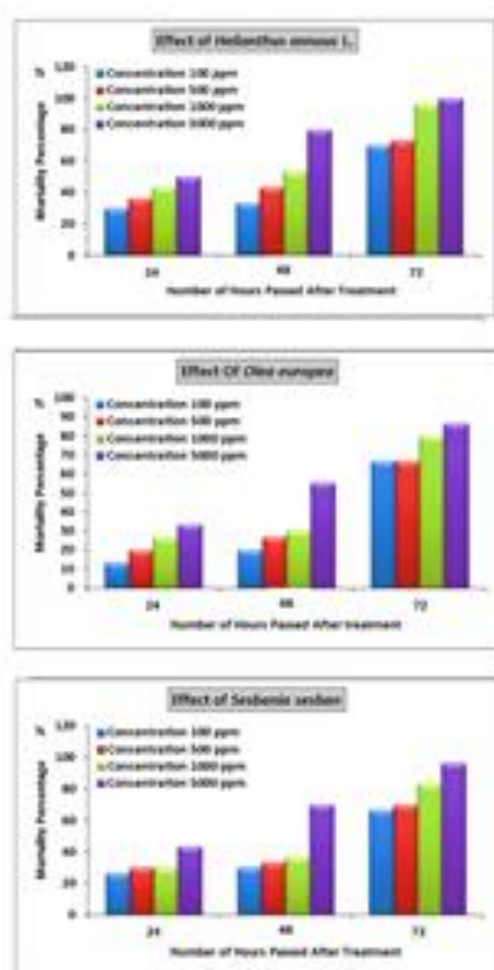 Effect of Helianthus annuus L.
%
120
100
80
60
40
20
0
Mortality Percentage
Concentration 100 ppm
Concentration 500 ppm
Concentration 1000 ppm
Concentration 5000 ppm
24 48 72
Number of Hours Passed After Treatment
Effect Of Olea europea
%
100
90
80
70
60
50
40
30
20
10
0
Mortality Percentage
Concentration 100 ppm
Concentration 500 ppm
Concentration 1000 ppm
Concentration 5000 ppm
24 48 72
Number of Hours Passed After treatment
Effect of Sesbania sesban
%
120
100
80
60
40
20
0
Mortality Percentage
Concentration 100 ppm
Concentration 500 ppm
Concentration 1000 ppm
Concentration 5000 ppm
24 48 72
Number of Hours Passed After Treatment